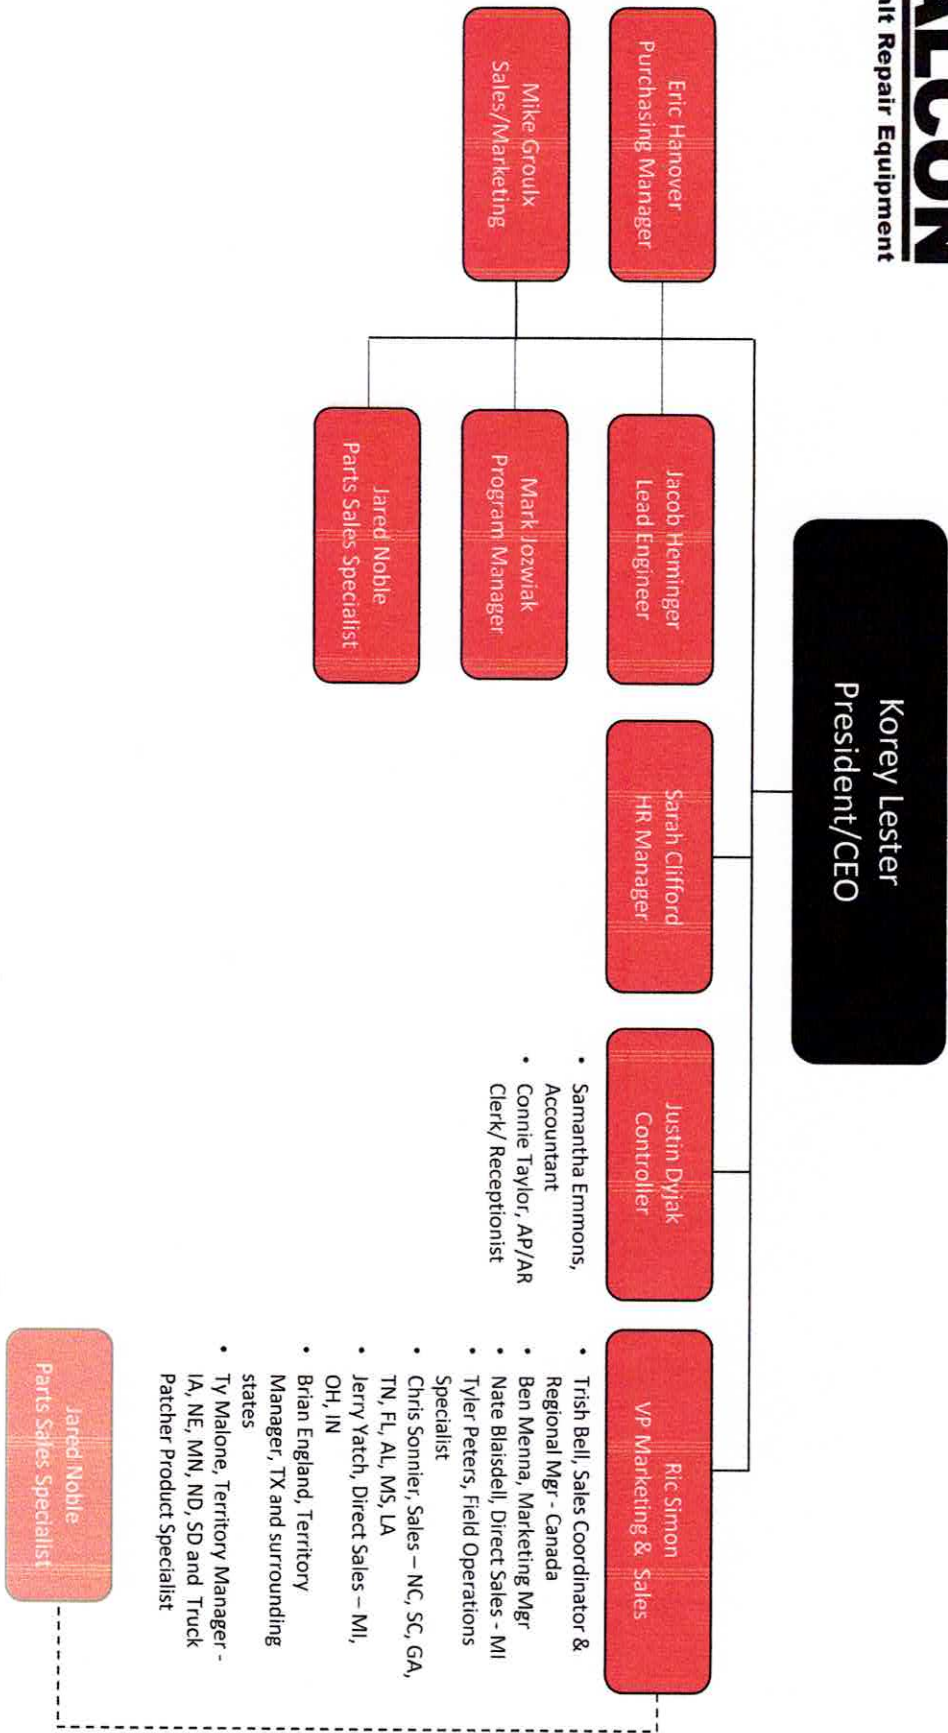 ALCON
alt Repair Equipment
Korey Lester
President/CEO
Eric Hanover
Purchasing Manager
Jacob Heminger
Lead Engineer
Sarah Clifford
HR Manager
Justin Dyjak
Controller
Ric Simon
VP Marketing & Sales
Mike Groulx
Sales/Marketing
Mark Jozwiak
Program Manager
Jared Noble
Parts Sales Specialist
• Samantha Emmons,
Accountant
• Connie Taylor, AP/AR
Clerk/ Receptionist
• Trish Bell, Sales Coordinator &
Regional Mgr - Canada
• Ben Menna, Marketing Mgr
• Nate Blaisdell, Direct Sales - MI
• Tyler Peters, Field Operations
Specialist
• Chris Sonnier, Sales – NC, SC, GA,
TN, FL, AL, MS, LA
• Jerry Yatch, Direct Sales – MI,
OH, IN
• Brian England, Territory
Manager, TX and surrounding
states
• Ty Malone, Territory Manager -
IA, NE, MN, ND, SD and Truck
Patcher Product Specialist
Jared Noble
Parts Sales Specialist